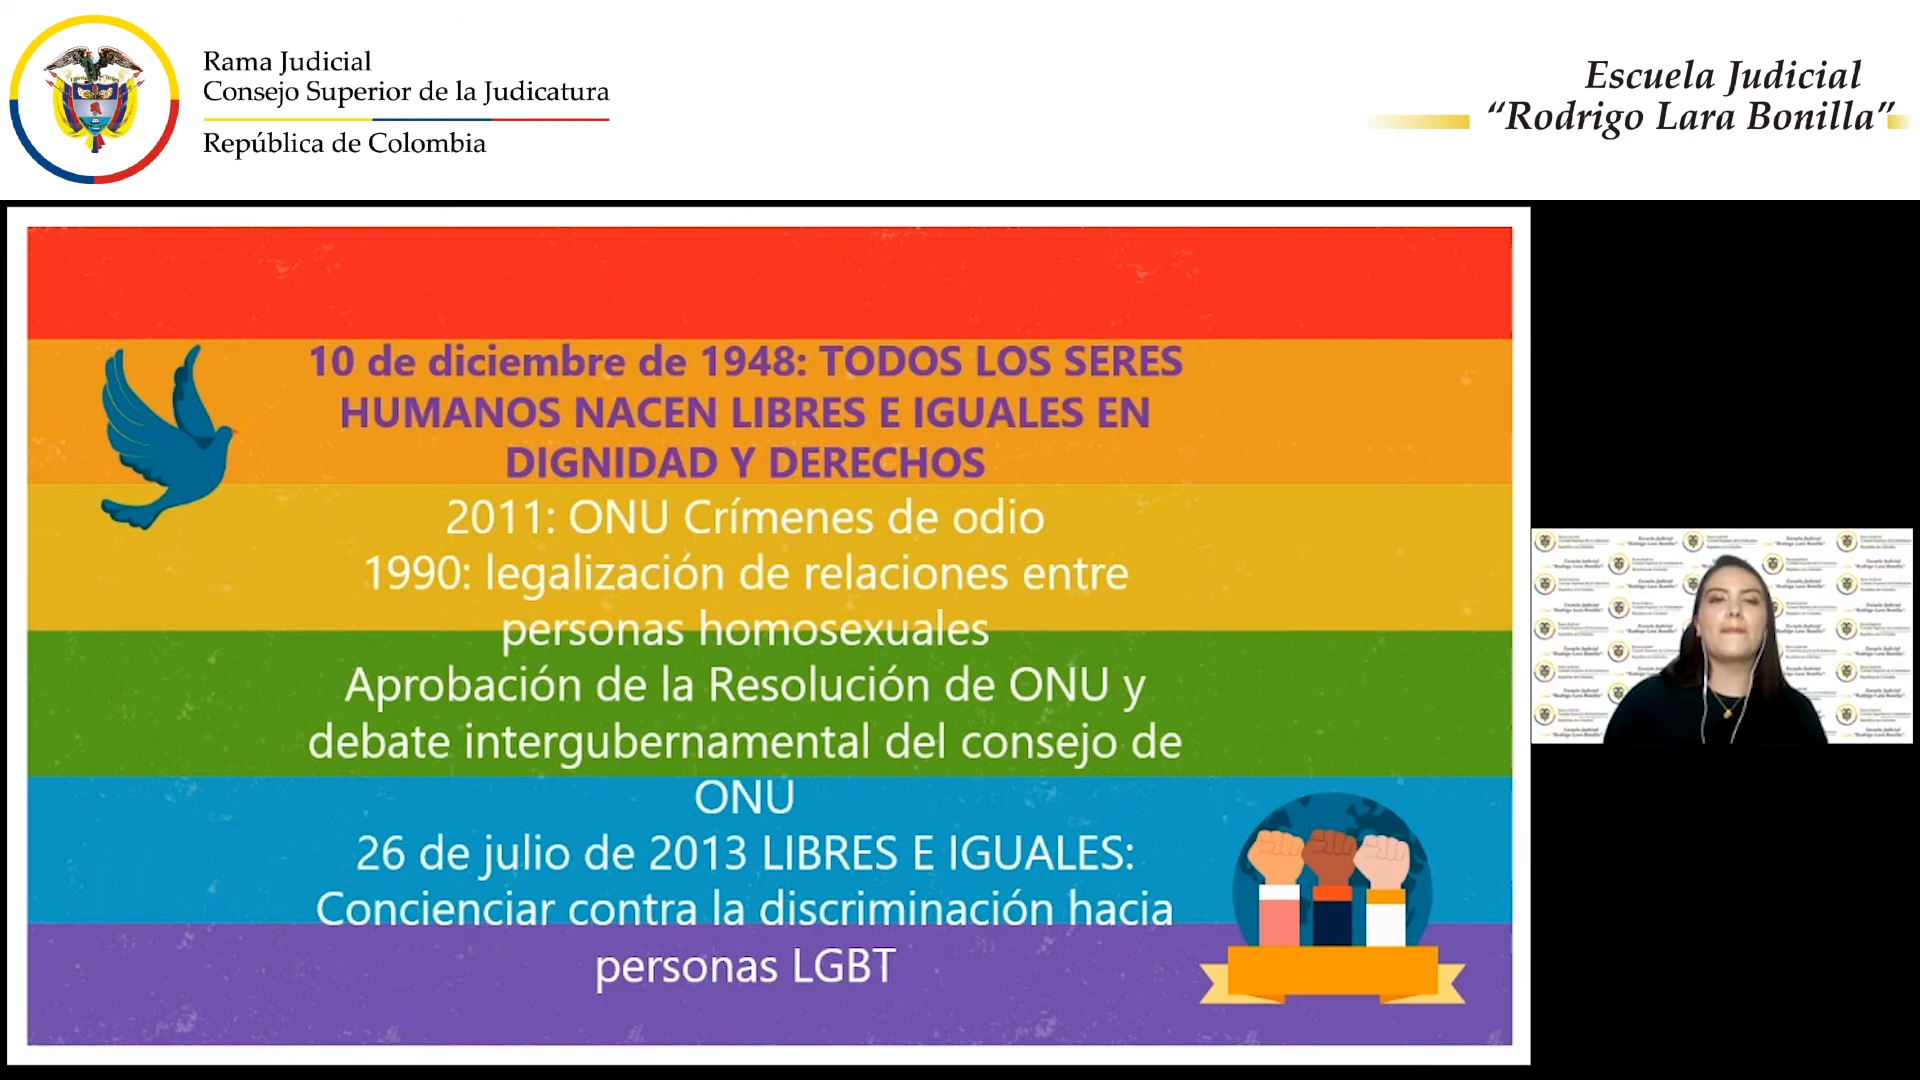 Rama Judicial
Consejo Superior de la Judicatura
República de Colombia
Escuela Judicial
“Rodrigo Lara Bonilla”
10 de diciembre de 1948: TODOS LOS SERES
HUMANOS NACEN LIBRES E IGUALES EN
DIGNIDAD Y DERECHOS
2011: ONU Crímenes de odio
1990: legalización de relaciones entre
personas homosexuales
Aprobación de la Resolución de ONU y
debate intergubernamental del consejo de
ONU
26 de julio de 2013 LIBRES E IGUALES:
Concienciar contra la discriminación hacia
personas LGBT